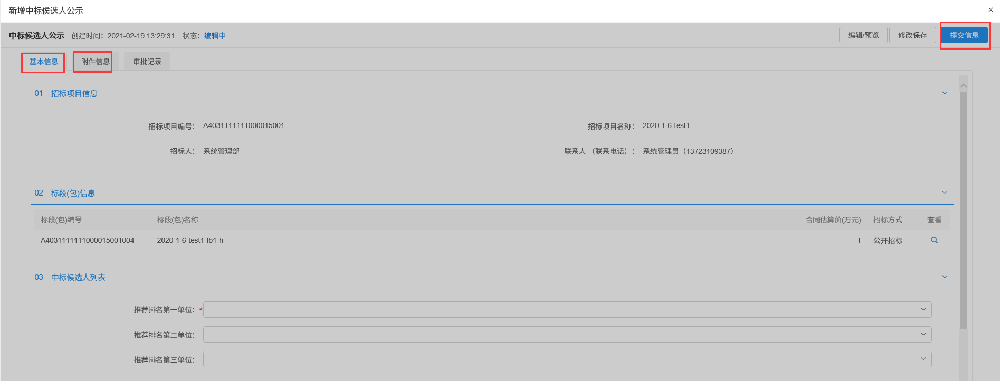 新增中标侯选人公示
中标候选人公示 创建时间：2021-02-19 13:29:31 状态：编辑中 编辑/预览 修改保存 提交信息
基本信息 附件信息 审批记录
01 招标项目信息
招标项目编号： A4031111111000015001 招标项目名称： 2020-1-6-test1
招标人： 系统管理部 联系人 （联系电话）： 系统管理员（13723109387）
02 标段(包)信息
标段(包)编号 标段(包)名称 合同估算价(万元) 招标方式 查看
A4031111111000015001004 2020-1-6-test1-fb1-h 1 公开招标
03 中标候选人列表
推荐排名第一单位：*
推荐排名第二单位：
推荐排名第三单位：